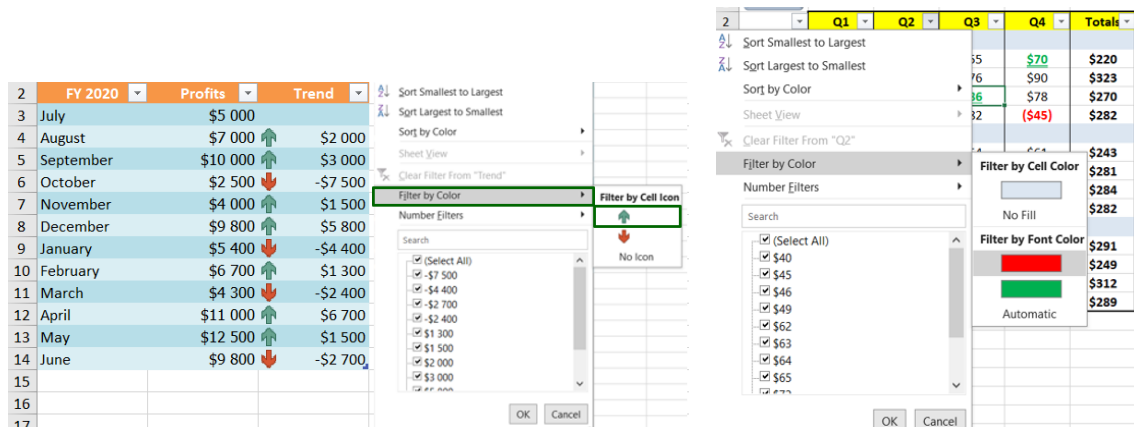 2 FY 2020 Profits Trend
3 July $5 000
4 August $7 000 $2 000
5 September $10 000 $3 000
6 October $2 500 -$7 500
7 November $4 000 $1 500
8 December $9 800 $5 800
9 January $5 400 -$4 400
10 February $6 700 $1 300
11 March $4 300 -$2 400
12 April $11 000 $6 700
13 May $12 500 $1 500
14 June $9 800 -$2 700
15
16
17
Sort Smallest to Largest
Sort Largest to Smallest
Sort by Color
Sheet View
Clear Filter From "Trend"
Filter by Color
Number Filters
Search
(Select All)
-$7 500
-$4 400
-$2 700
-$2 400
$1 300
$1 500
$2 000
$3 000
OK Cancel
Filter by Cell Icon
No Icon
2 Q1 Q2 Q3 Q4 Totals
Sort Smallest to Largest
Sort Largest to Smallest
Sort by Color
Sheet View
Clear Filter From "Q2"
Filter by Color
Number Filters
Search
(Select All)
$40
$45
$46
$49
$62
$63
$64
$65
OK Cancel
$70 $220
$90 $323
$78 $270
($45) $282
$243
$281
$284
$282
$291
$249
$312
$289
Filter by Cell Color
No Fill
Filter by Font Color
Automatic